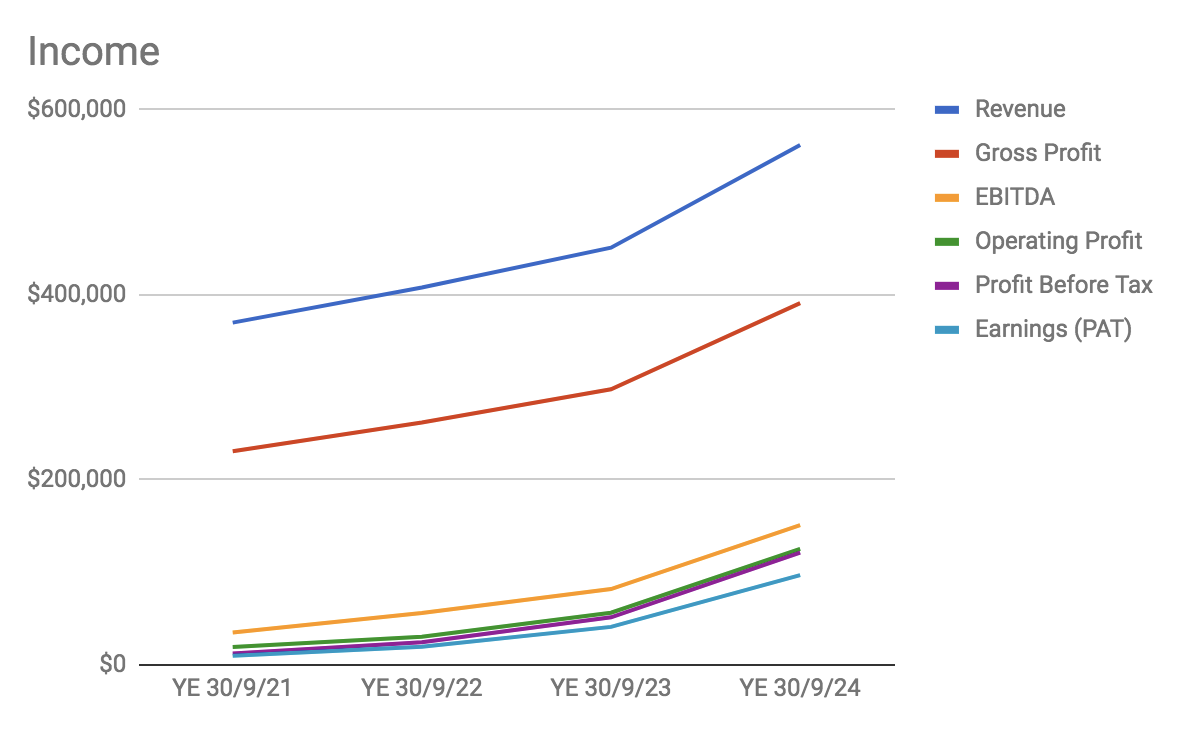 Income
$600,000
$400,000
$200,000
$0
YE 30/9/21
YE 30/9/22
YE 30/9/23
YE 30/9/24
Revenue
Gross Profit
EBITDA
Operating Profit
Profit Before Tax
Earnings (PAT)